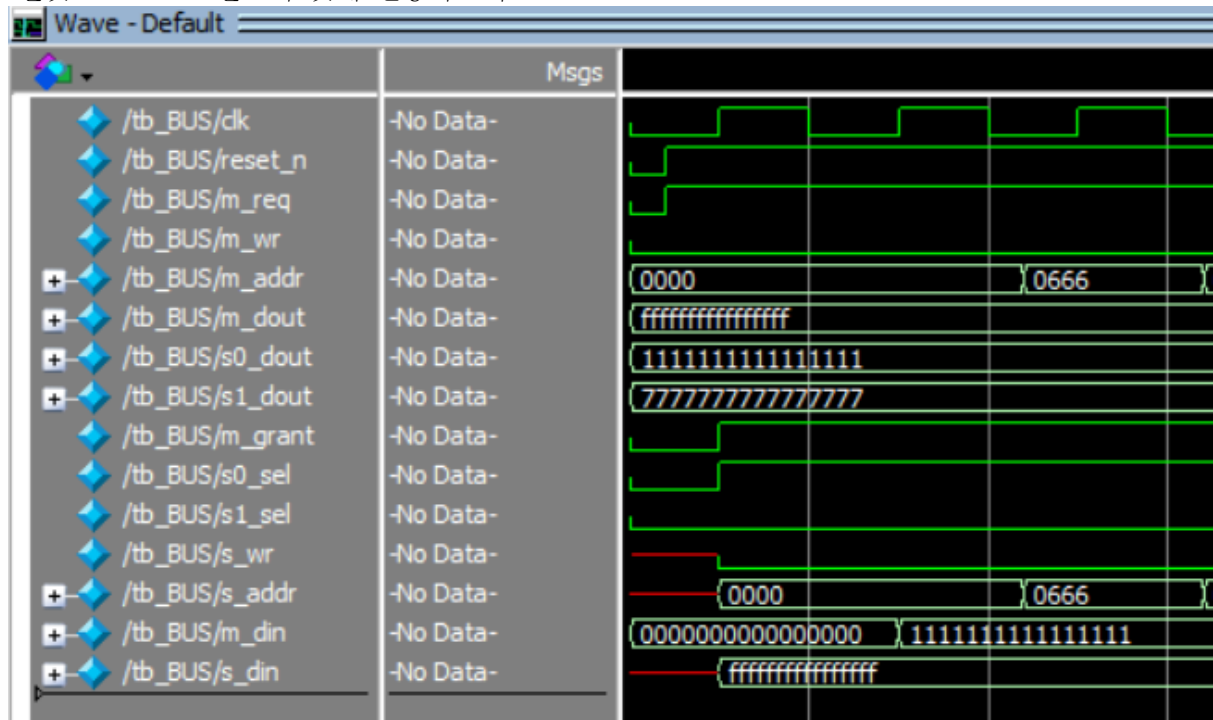 Wave - Default
Msgs
/tb_BUS/clk -No Data-
/tb_BUS/reset_n -No Data-
/tb_BUS/m_req -No Data-
/tb_BUS/m_wr -No Data-
/tb_BUS/m_addr -No Data- 0000 0666
/tb_BUS/m_dout -No Data- ffffffffffffffff
/tb_BUS/s0_dout -No Data- 1111111111111111
/tb_BUS/s1_dout -No Data- 7777777777777777
/tb_BUS/m_grant -No Data-
/tb_BUS/s0_sel -No Data-
/tb_BUS/s1_sel -No Data-
/tb_BUS/s_wr -No Data-
/tb_BUS/s_addr -No Data- 0000 0666
/tb_BUS/m_din -No Data- 0000000000000000 1111111111111111
/tb_BUS/s_din -No Data- ffffffffffffffff